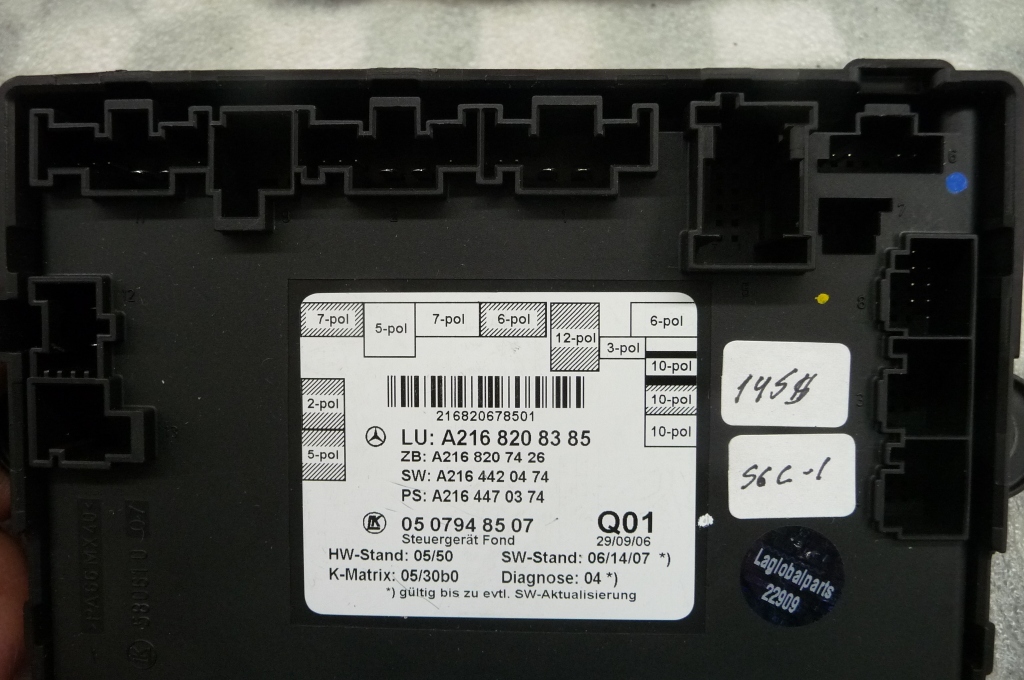 7-pol
5-pol
7-pol
6-pol
12-pol
6-pol
3-pol
10-pol
10-pol
10-pol
2-pol
5-pol
216820678501
LU: A216 820 83 85
ZB: A216 820 74 26
SW: A216 442 04 74
PS: A216 447 03 74
05 0794 85 07
Q01
Steuergerät Fond
29/09/06
HW-Stand: 05/50
SW-Stand: 06/14/07 *)
K-Matrix: 05/30b0
Diagnose: 04 *)
*) gültig bis zu evtl. SW-Aktualisierung
145$
S6C-1
Laglobalparts
22909
12
6